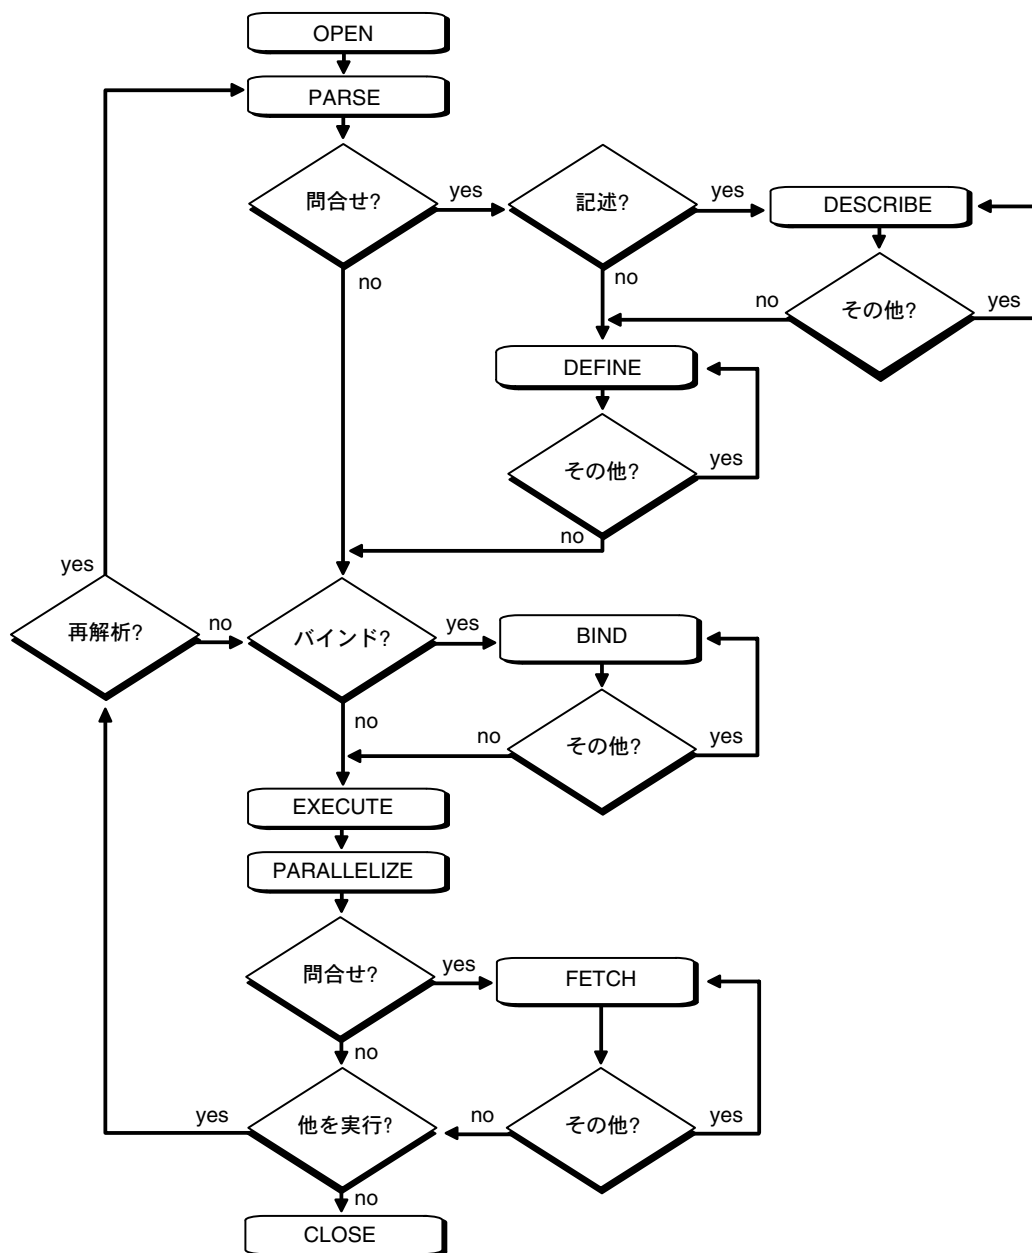 OPEN
PARSE
問合せ?
yes
記述?
yes
DESCRIBE
no
no
no
その他?
yes
DEFINE
その他?
yes
no
yes
再解析?
no
バインド?
yes
BIND
no
no
その他?
yes
EXECUTE
PARALLELIZE
問合せ?
yes
FETCH
no
yes
他を実行?
no
その他?
yes
no
CLOSE